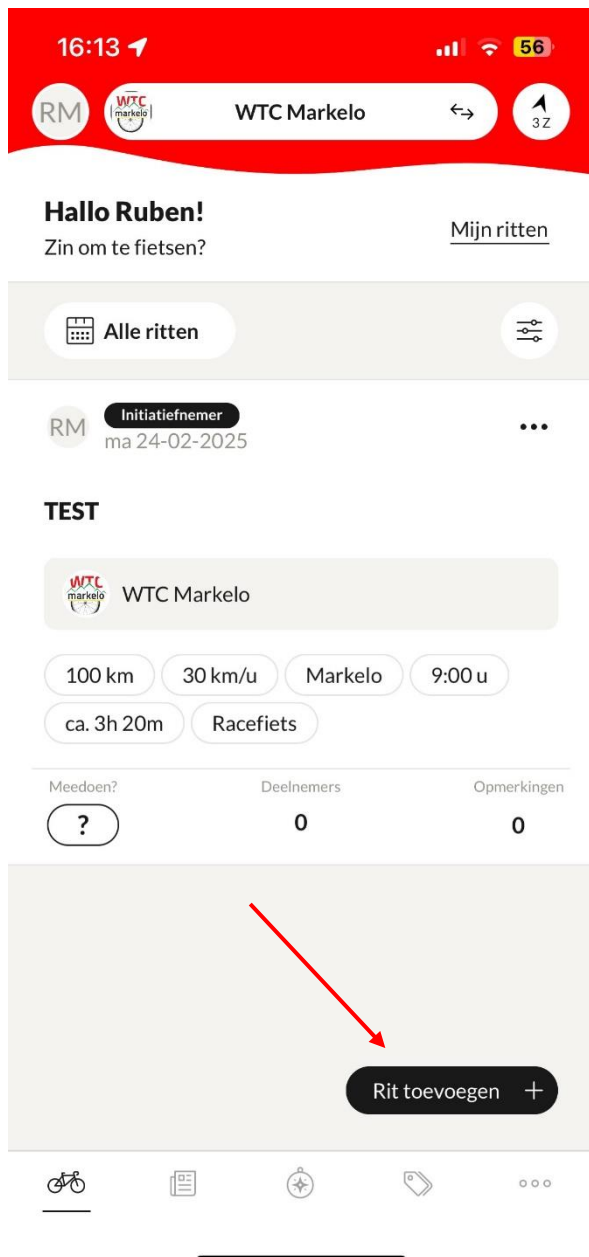 16:13
56
RM
WTC
markelo
WTC Markelo
3 Z
Hallo Ruben!
Zin om te fietsen?
Mijn ritten
Alle ritten
RM
Initiatiefnemer
ma 24-02-2025
TEST
WTC
markelo
WTC Markelo
100 km
30 km/u
Markelo
9:00 u
ca. 3h 20m
Racefiets
Meedoen?
Deelnemers
Opmerkingen
?
0
0
Rit toevoegen +